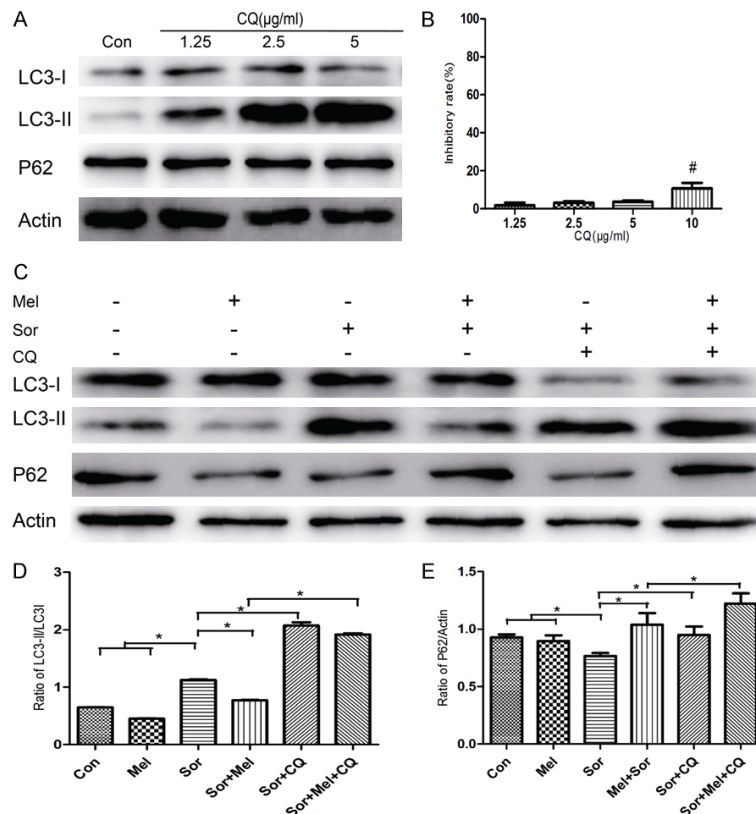 A
CQ(μg/ml)
Con 1.25 2.5 5
LC3-I
LC3-II
P62
Actin
B
Inhibitory rate(%)
100
80
60
40
20
0
#
1.25 2.5 5 10
CQ(μg/ml)
C
Mel - + - + - +
Sor - - + + + +
CQ - - - - + +
LC3-I
LC3-II
P62
Actin
D
Ratio of LC3-II/LC3I
3
2
1
0
* * * *
Con Mel Sor Sor+Mel Sor+CQ Sor+Mel+CQ
E
Ratio of P62/Actin
1.5
1.0
0.5
0.0
* * * *
Con Mel Sor Mel+Sor Sor+CQ Sor+Mel+CQ